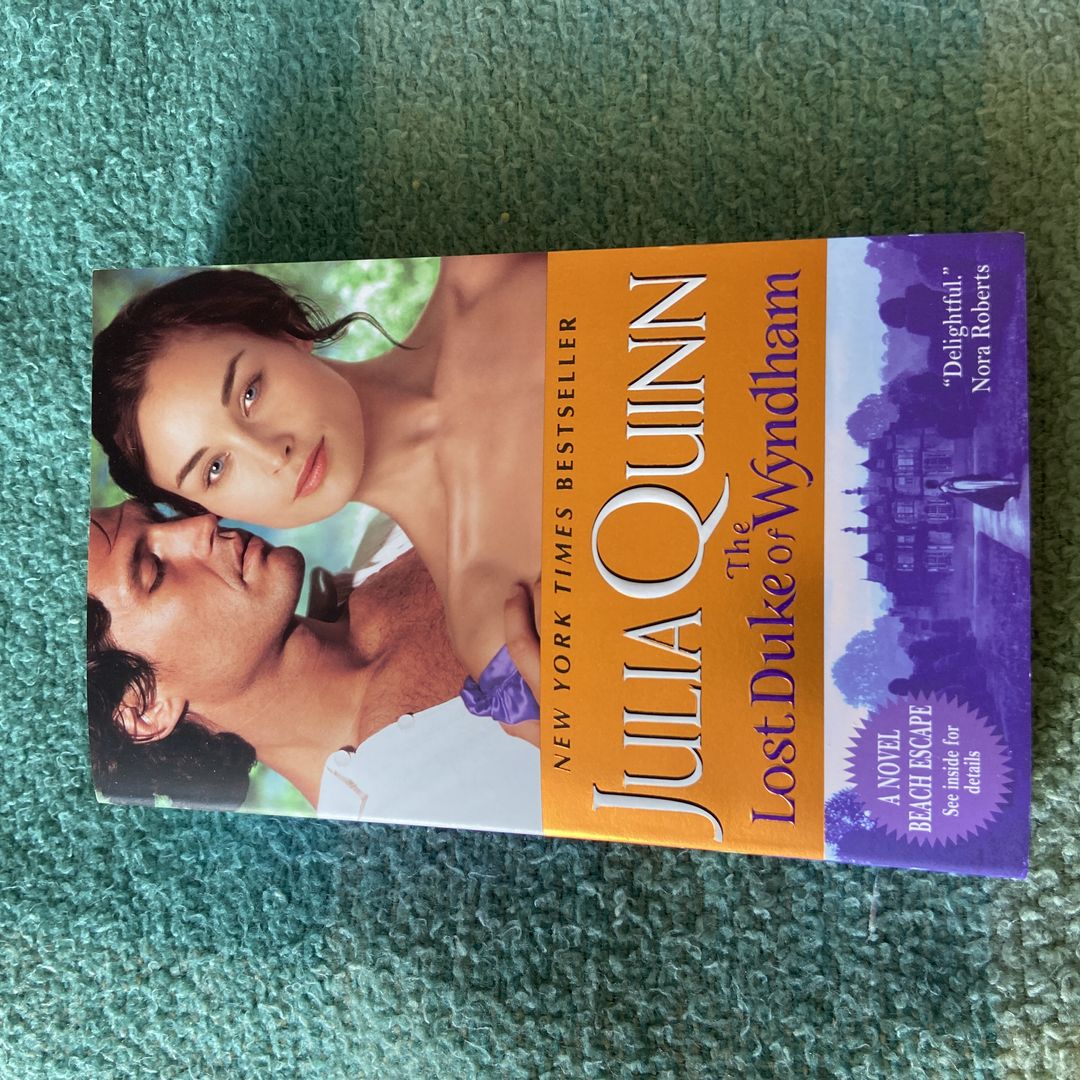 NEW YORK TIMES BESTSELLER
JULIA QUINN
The
Lost Duke of Wyndham
"Delightful."
Nora Roberts
A NOVEL
BEACH ESCAPE
See inside for
details